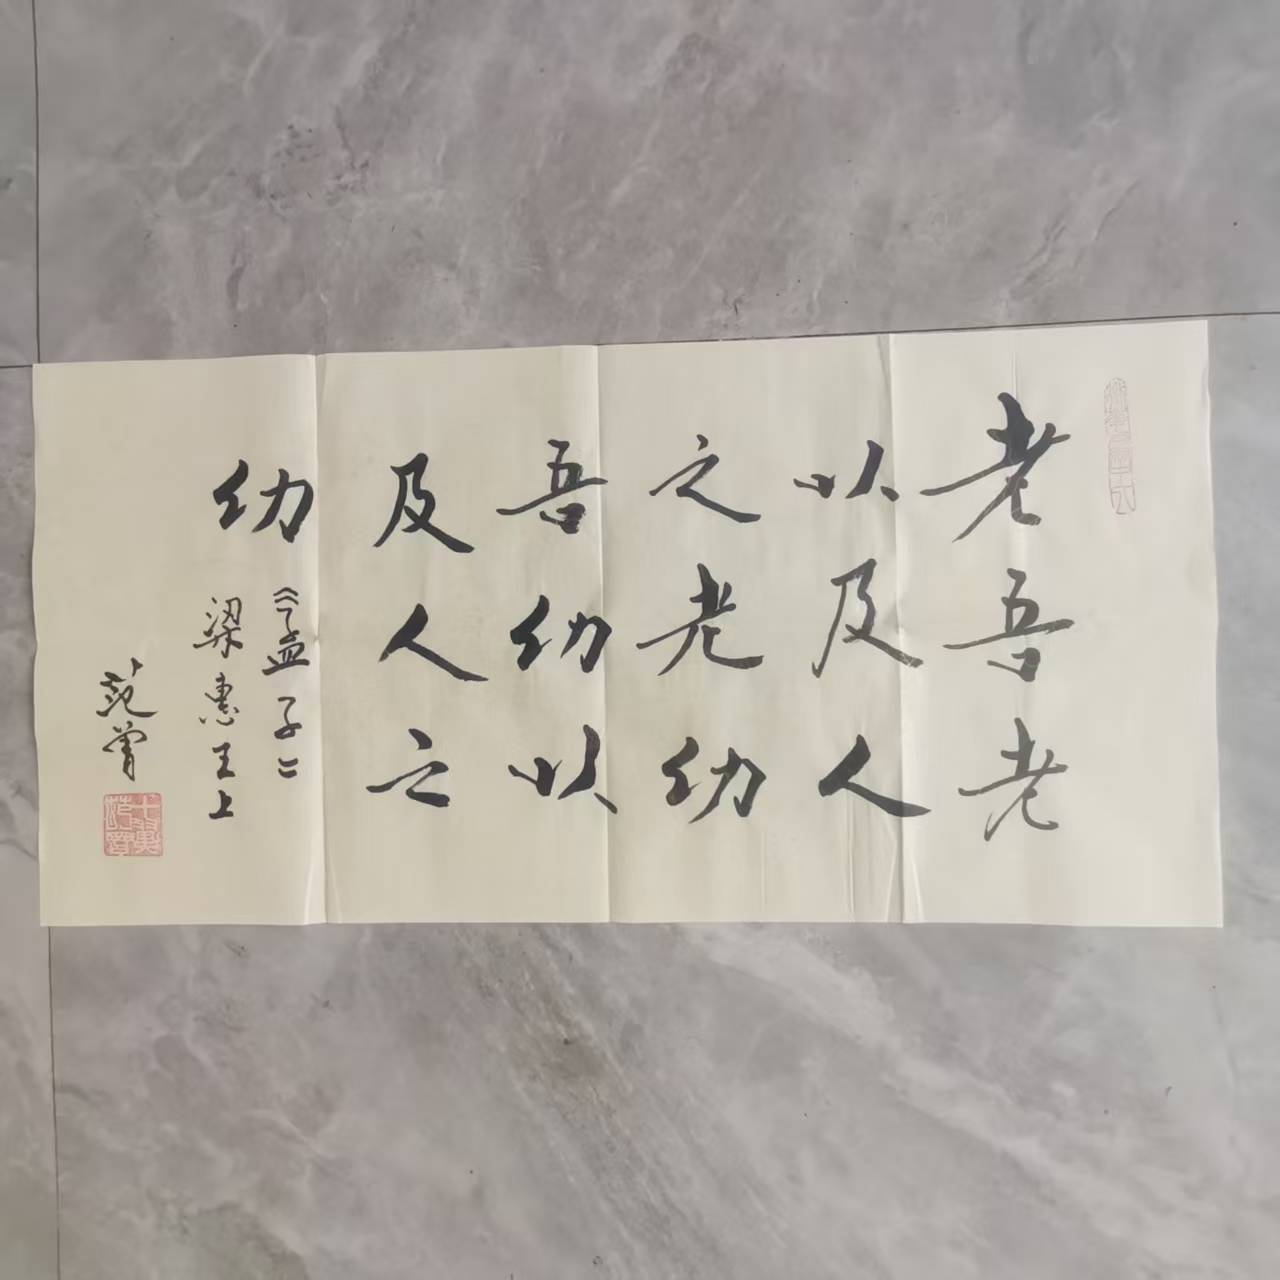 老吾老
以及人
之老幼
吾幼以
及人之
幼
《孟子》
梁惠王上
范曾